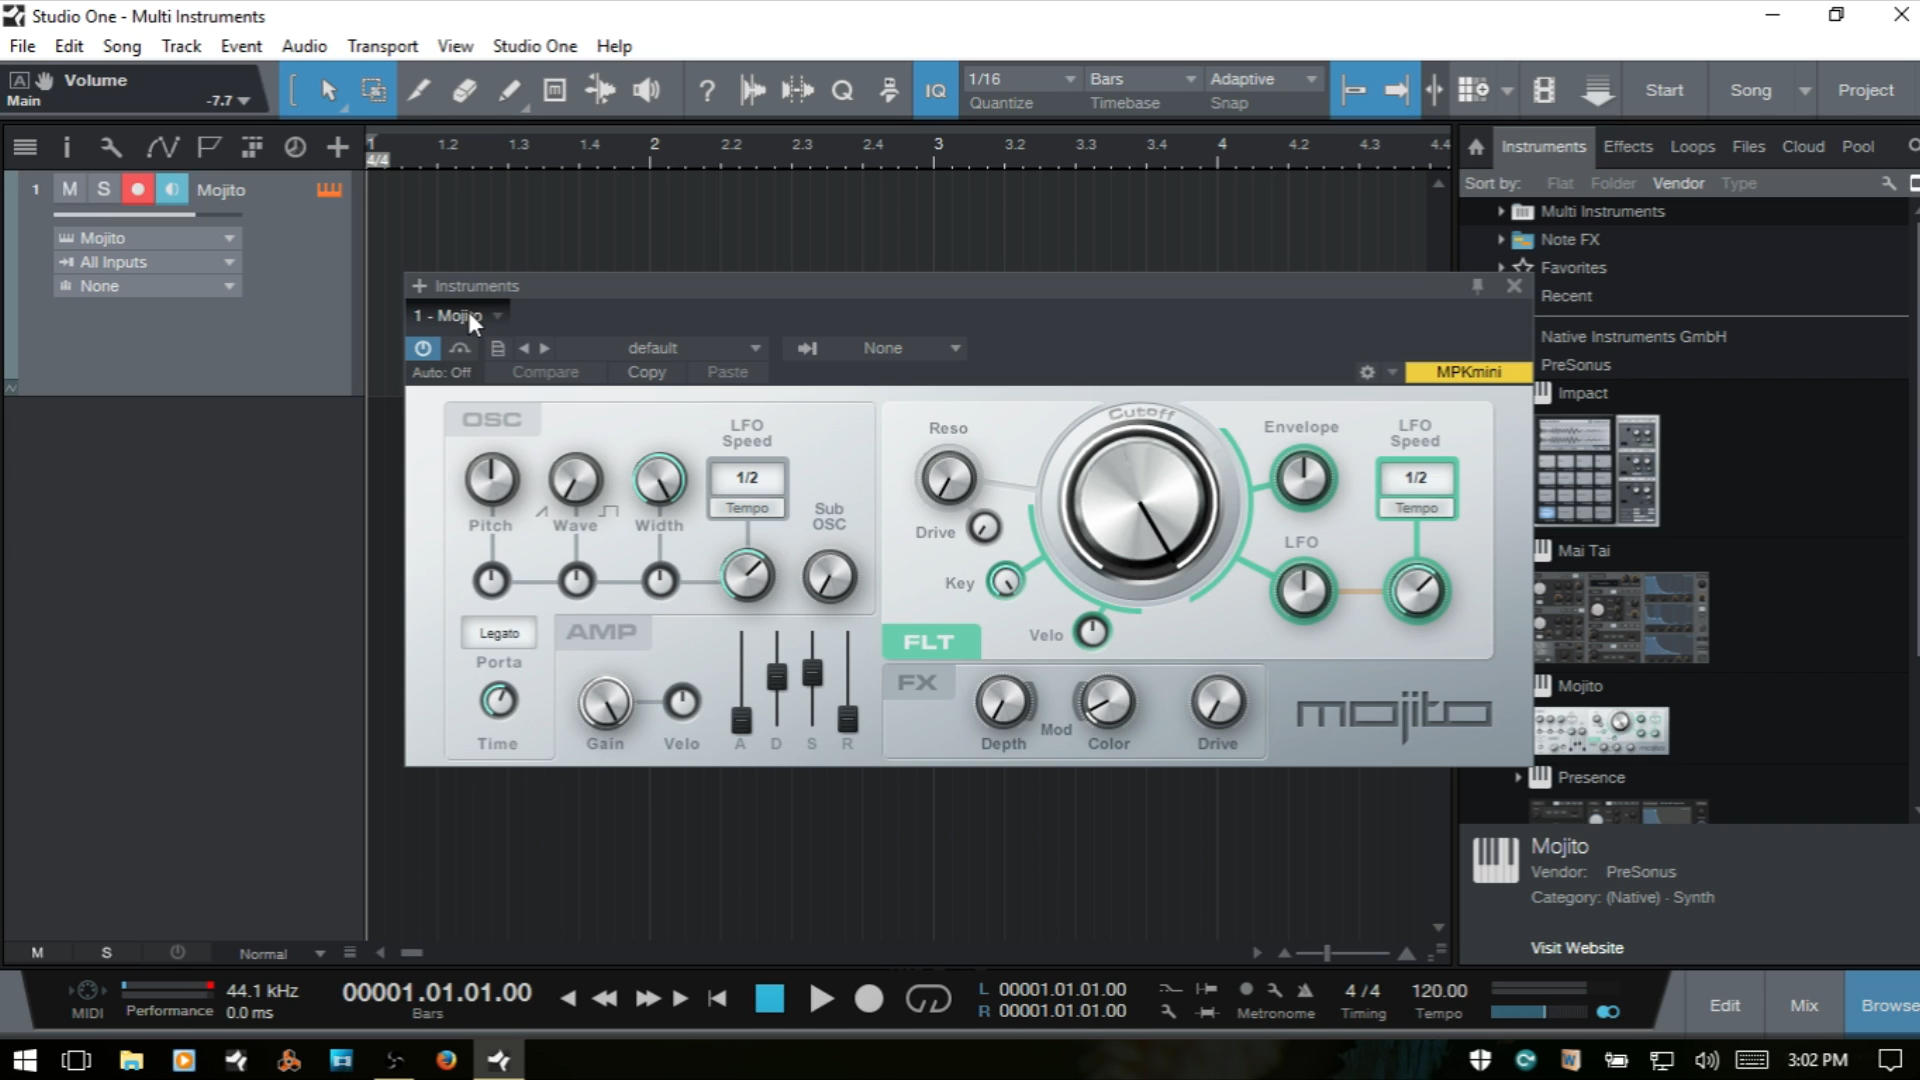 Studio One - Multi Instruments
File Edit Song Track Event Audio Transport View Studio One Help
A Volume
Main -7.7
? Q IQ
1/16 Bars Adaptive
Quantize Timebase Snap
Start Song Project
1 1.2 1.3 1.4 2 2.2 2.3 2.4 3 3.2 3.3 3.4 4 4.2 4.3 4.4
4/4
Instruments Effects Loops Files Cloud Pool
Sort by: Flat Folder Vendor Type
1 M S Mojito
Mojito
All Inputs
None
Multi Instruments
Note FX
Favorites
Recent
Native Instruments GmbH
PreSonus
Impact
Mai Tai
Mojito
Presence
Instruments
1 - Mojito
default None
Auto: Off Compare Copy Paste MPKmini
OSC
LFO Speed
1/2
Tempo
Pitch Wave Width
Sub OSC
Legato
Porta
Time
AMP
Gain Velo A D S R
Reso
Cutoff
Envelope
LFO Speed
1/2
Tempo
Drive
Key
LFO
Velo
FLT
FX
Depth Mod Color Drive
mojito
Mojito
Vendor: PreSonus
Category: (Native) - Synth
Visit Website
M S Normal
MIDI
Performance
44.1 kHz
0.0 ms
00001.01.01.00
Bars
L 00001.01.01.00
R 00001.01.01.00
Metronome
4 / 4
Timing
120.00
Tempo
Edit Mix Browse
3:02 PM